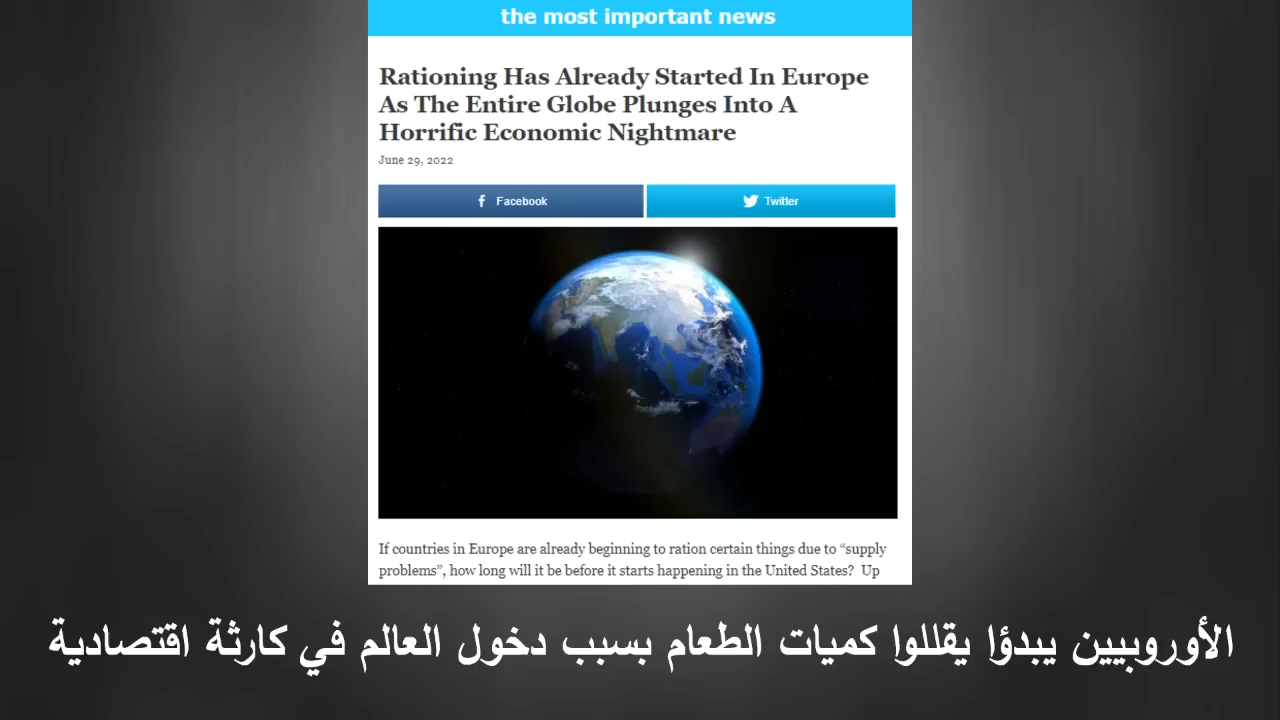 the most important news
Rationing Has Already Started In Europe
As The Entire Globe Plunges Into A
Horrific Economic Nightmare
June 29, 2022
Facebook
Twitter
If countries in Europe are already beginning to ration certain things due to “supply
problems”, how long will it be before it starts happening in the United States? Up
الأوروبيين يبدؤا يقللوا كميات الطعام بسبب دخول العالم في كارثة اقتصادية